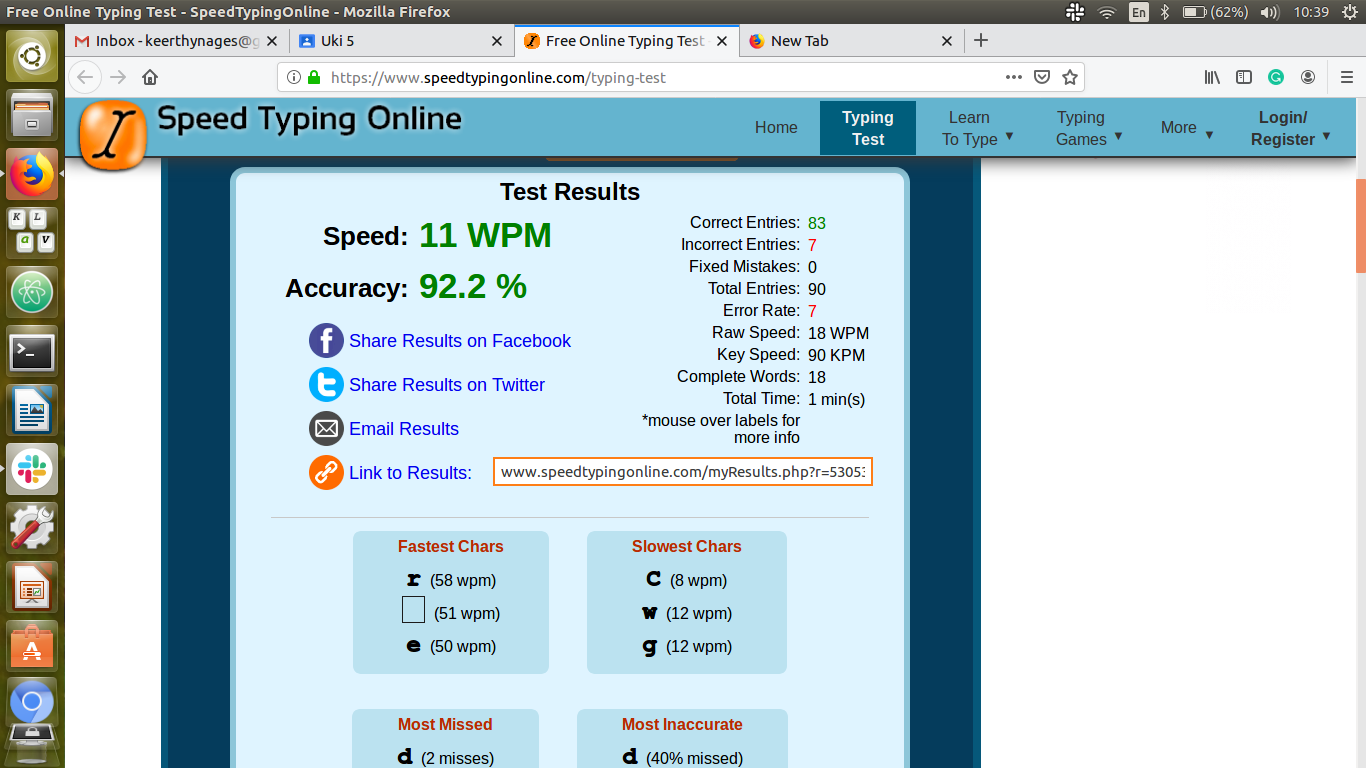 Free Online Typing Test - SpeedTypingOnline - Mozilla Firefox
En
(62%)
10:39
Inbox - keerthynages@g
Uki 5
Free Online Typing Test -
New Tab
https://www.speedtypingonline.com/typing-test
Speed Typing Online
Home
Typing Test
Learn To Type
Typing Games
More
Login/ Register
Test Results
Speed: 11 WPM
Accuracy: 92.2 %
Share Results on Facebook
Share Results on Twitter
Email Results
Link to Results:
www.speedtypingonline.com/myResults.php?r=5305
Correct Entries: 83
Incorrect Entries: 7
Fixed Mistakes: 0
Total Entries: 90
Error Rate: 7
Raw Speed: 18 WPM
Key Speed: 90 KPM
Complete Words: 18
Total Time: 1 min(s)
*mouse over labels for
more info
Fastest Chars
r (58 wpm)
(51 wpm)
e (50 wpm)
Slowest Chars
C (8 wpm)
w (12 wpm)
g (12 wpm)
Most Missed
d (2 misses)
Most Inaccurate
d (40% missed)
K L
a v
A